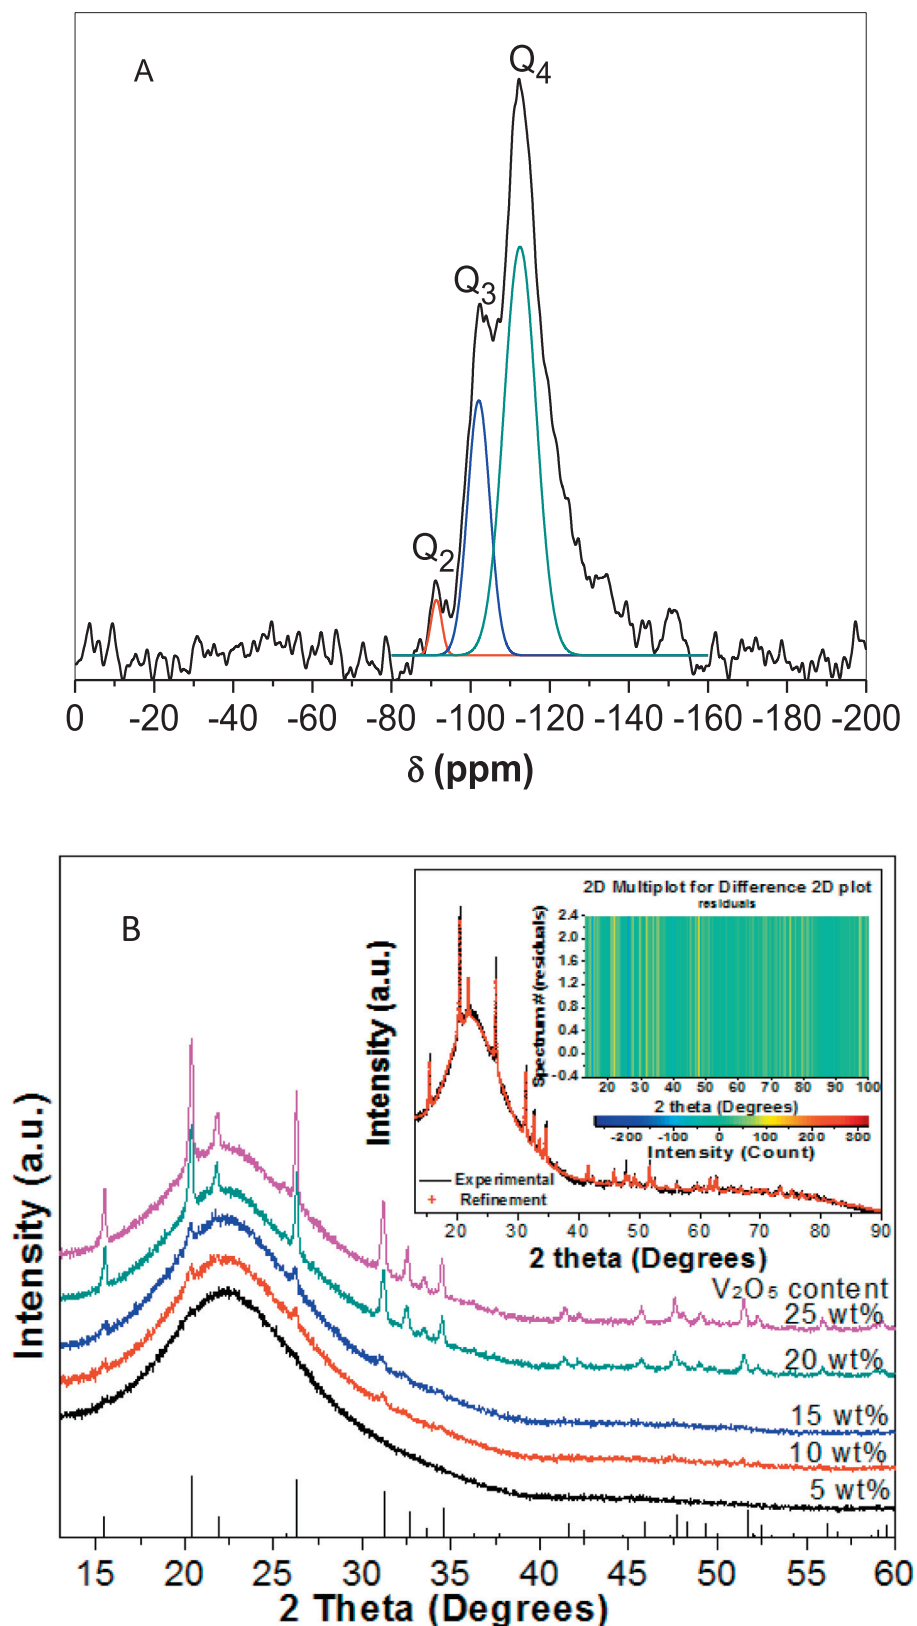 A
Q4
Q3
Q2
0 -20 -40 -60 -80 -100 -120 -140 -160 -180 -200
δ (ppm)
B
Intensity (a.u.)
2D Multiplot for Difference 2D plot
residuals
Spectrum # (residuals)
2.4
2.0
1.6
1.2
0.8
0.4
0.0
-0.4
20 30 40 50 60 70 80 90 100
2 theta (Degrees)
-200 -100 0 100 200 300
Intensity (Count)
Intensity (a.u.)
Experimental
+ Refinement
20 30 40 50 60 70 80 90
2 theta (Degrees)
V₂O₅ content
25 wt%
20 wt%
15 wt%
10 wt%
5 wt%
15 20 25 30 35 40 45 50 55 60
2 Theta (Degrees)